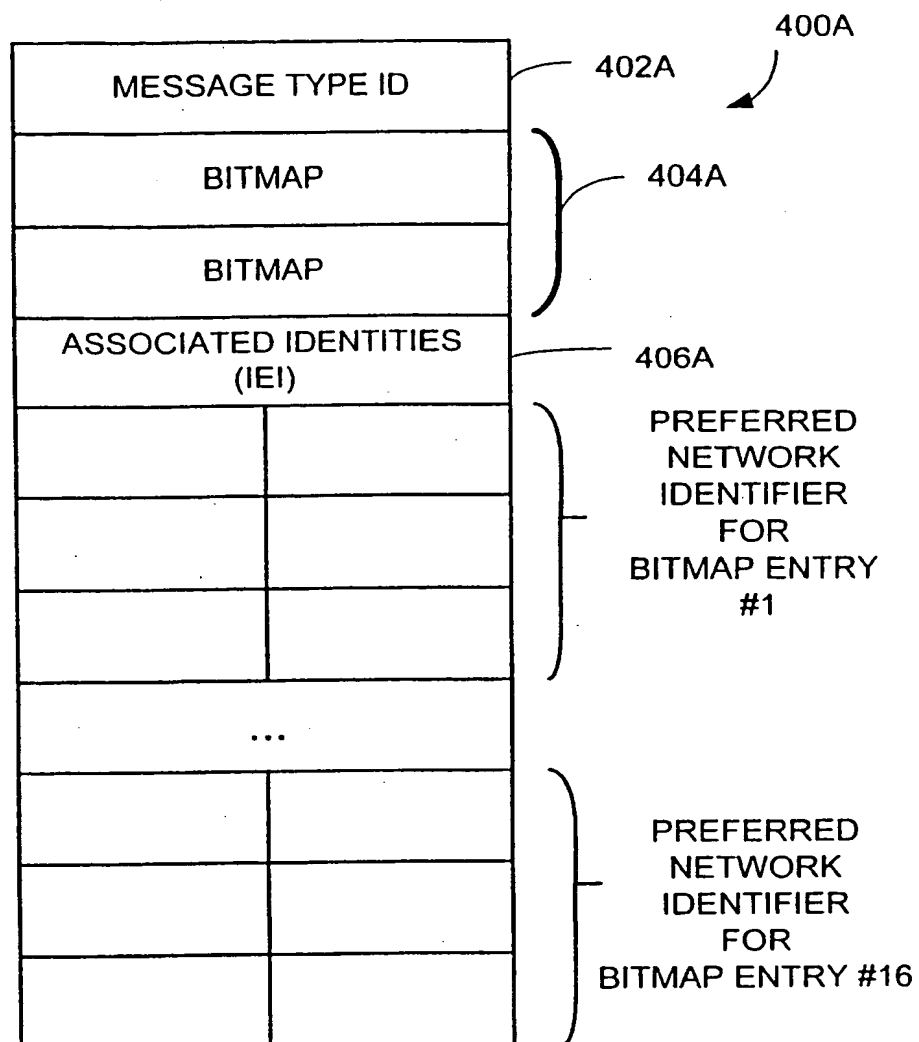 400A
MESSAGE TYPE ID
402A
BITMAP
404A
BITMAP
ASSOCIATED IDENTITIES
(IEI)
406A
PREFERRED
NETWORK
IDENTIFIER
FOR
BITMAP ENTRY
#1
...
PREFERRED
NETWORK
IDENTIFIER
FOR
BITMAP ENTRY #16